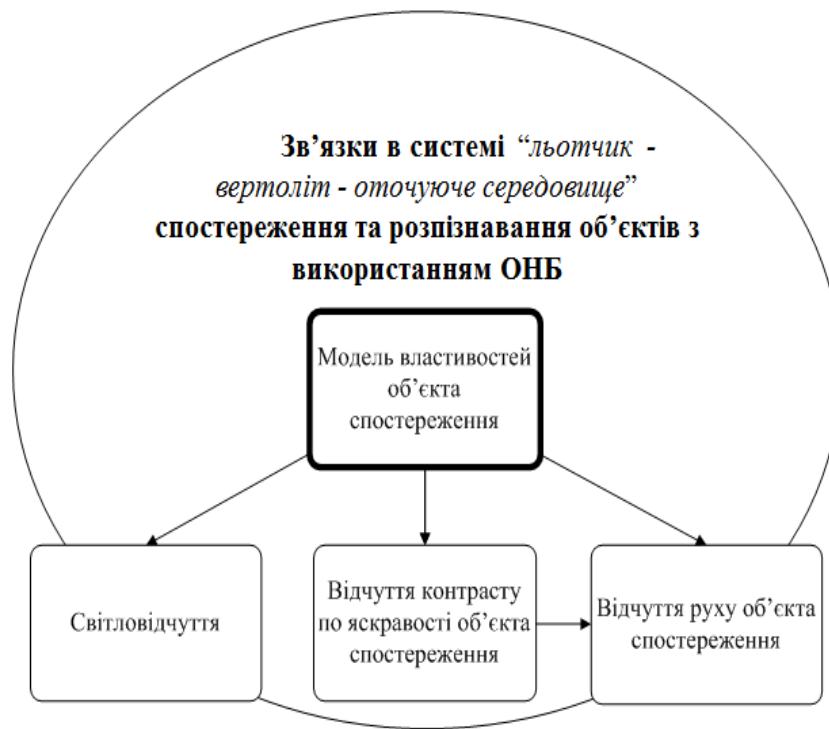 Зв’язки в системі “льотчик -
вертоліт - оточуюче середовище”
спостереження та розпізнавання об’єктів з
використанням ОНБ
Модель властивостей
об’єкта
спостереження
Світловідчуття
Відчуття контрасту
по яскравості об’єкта
спостереження
Відчуття руху об’єкта
спостереження